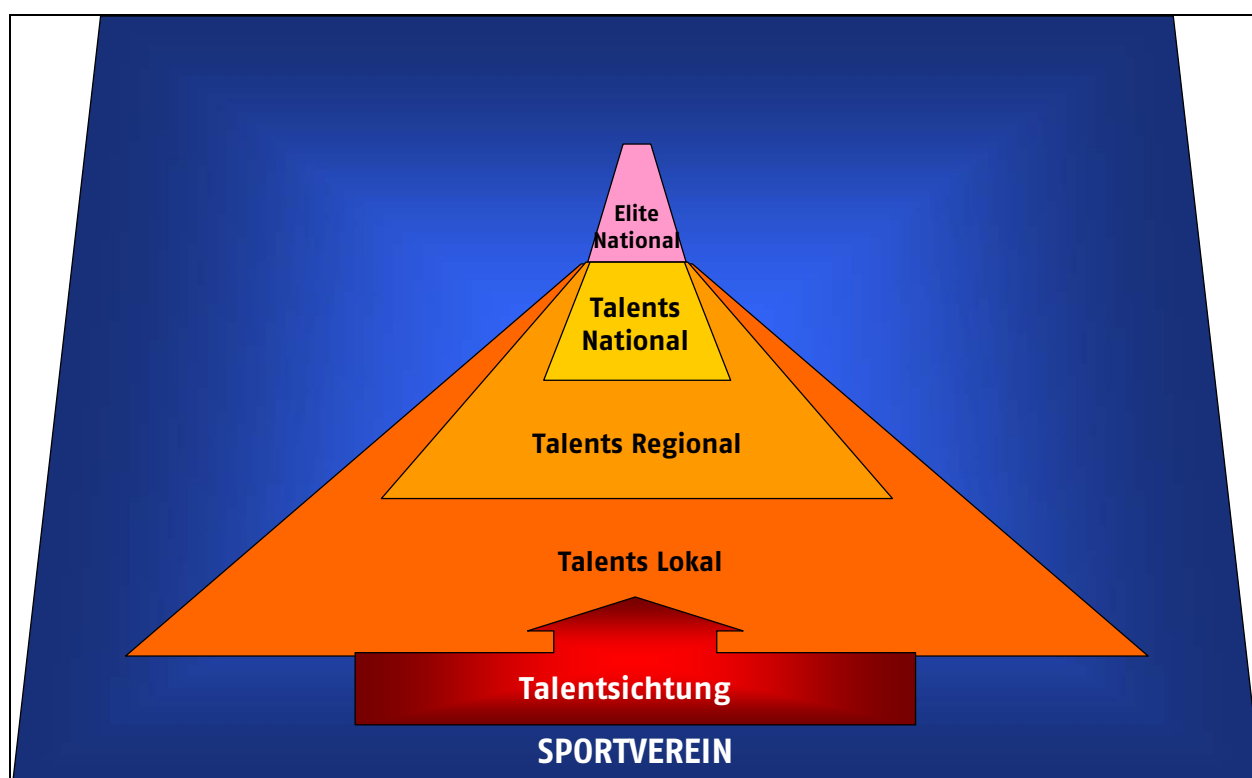 Elite
National
Talents
National
Talents Regional
Talents Lokal
Talentsichtung
SPORTVEREIN